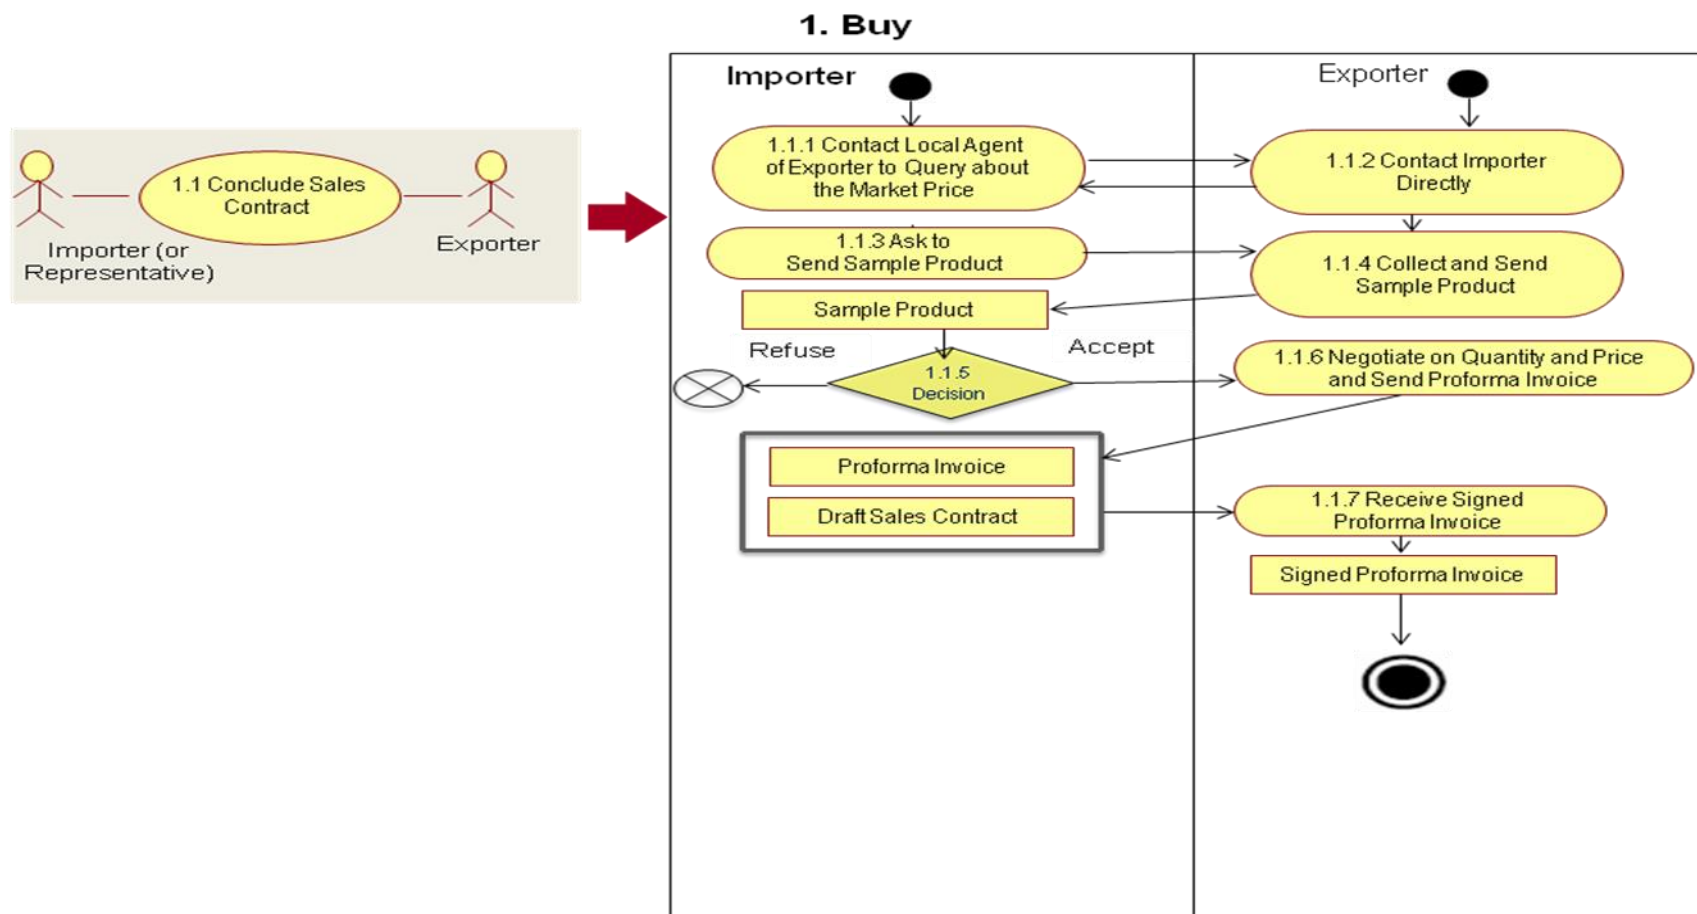 1. Buy
1.1 Conclude Sales
Contract
Importer (or
Representative)
Exporter
Importer
Exporter
1.1.1 Contact Local Agent
of Exporter to Query about
the Market Price
1.1.2 Contact Importer
Directly
1.1.3 Ask to
Send Sample Product
1.1.4 Collect and Send
Sample Product
Sample Product
Refuse
Accept
1.1.5
Decision
1.1.6 Negotiate on Quantity and Price
and Send Proforma Invoice
Proforma Invoice
Draft Sales Contract
1.1.7 Receive Signed
Proforma Invoice
Signed Proforma Invoice